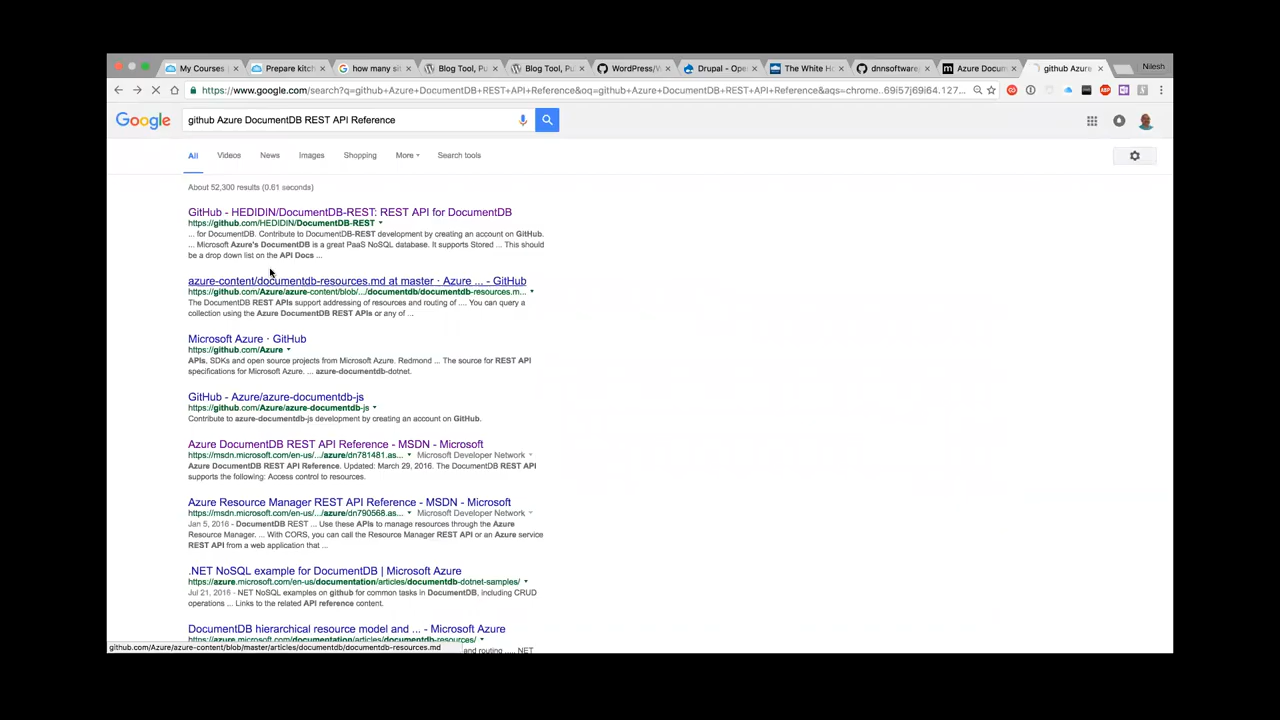 My Courses
Prepare kitch
how many sit
Blog Tool, Pu
Blog Tool, Pu
WordPress/W
Drupal - Ope
The White Ho
dnnsoftware
Azure Docum
github Azure
Nilesh
https://www.google.com/search?q=github+Azure+DocumentDB+REST+API+Reference&oq=github+Azure+DocumentDB+REST+API+Reference&aqs=chrome..69i57j69i64.127...
Google
github Azure DocumentDB REST API Reference
All Videos News Images Shopping More Search tools
About 52,300 results (0.61 seconds)
GitHub - HEDIDIN/DocumentDB-REST: REST API for DocumentDB
https://github.com/HEDIDIN/DocumentDB-REST
... for DocumentDB. Contribute to DocumentDB-REST development by creating an account on GitHub.
... Microsoft Azure's DocumentDB is a great PaaS NoSQL database. It supports Stored ... This should
be a drop down list on the API Docs ...
azure-content/documentdb-resources.md at master · Azure ... - GitHub
https://github.com/Azure/azure-content/blob/.../documentdb/documentdb-resources.m...
The DocumentDB REST APIs support addressing of resources and routing of .... You can query a
collection using the Azure DocumentDB REST APIs or any of ...
Microsoft Azure · GitHub
https://github.com/Azure
APIs, SDKs and open source projects from Microsoft Azure. Redmond ... The source for REST API
specifications for Microsoft Azure. ... azure-documentdb-dotnet.
GitHub - Azure/azure-documentdb-js
https://github.com/Azure/azure-documentdb-js
Contribute to azure-documentdb-js development by creating an account on GitHub.
Azure DocumentDB REST API Reference - MSDN - Microsoft
https://msdn.microsoft.com/en-us/.../azure/dn781481.as... Microsoft Developer Network
Azure DocumentDB REST API Reference. Updated: March 29, 2016. The DocumentDB REST API
supports the following: Access control to resources.
Azure Resource Manager REST API Reference - MSDN - Microsoft
https://msdn.microsoft.com/en-us/.../azure/dn790568.as... Microsoft Developer Network
Jan 5, 2016 - DocumentDB REST ... Use these APIs to manage resources through the Azure
Resource Manager. ... With CORS, you can call the Resource Manager REST API or an Azure service
REST API from a web application that ...
.NET NoSQL example for DocumentDB | Microsoft Azure
https://azure.microsoft.com/en-us/documentation/articles/documentdb-dotnet-samples/
Jul 21, 2016 - NET NoSQL examples on github for common tasks in DocumentDB, including CRUD
operations ... Links to the related API reference content.
DocumentDB hierarchical resource model and ... - Microsoft Azure
https://azure.microsoft.com/en-us/documentation/articles/documentdb-resources/
github.com/Azure/azure-content/blob/master/articles/documentdb/documentdb-resources.md
and routing ..... .NET